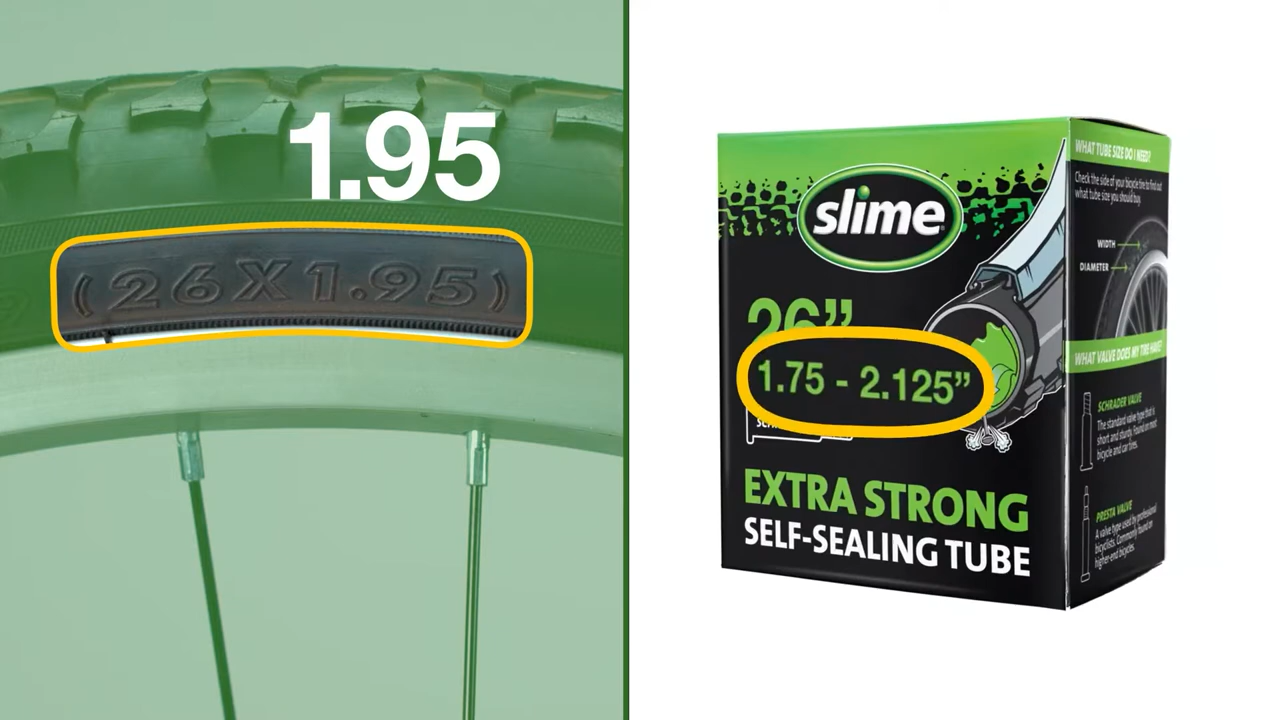 1.95
(26X1.95)
slime
26”
1.75 - 2.125”
EXTRA STRONG
SELF-SEALING TUBE
WHAT TUBE SIZE DO I NEED?
Check the side of your bicycle tire to find out
what tube size you should buy.
WIDTH
DIAMETER
WHAT VALVE DOES MY TIRE HAVE?
SCHRADER VALVE
The standard valve type that is
short and sturdy. Found on most
bicycle and car tires.
PRESTA VALVE
A valve type used by professional
bicyclists. Commonly found on
higher-end bicycles.